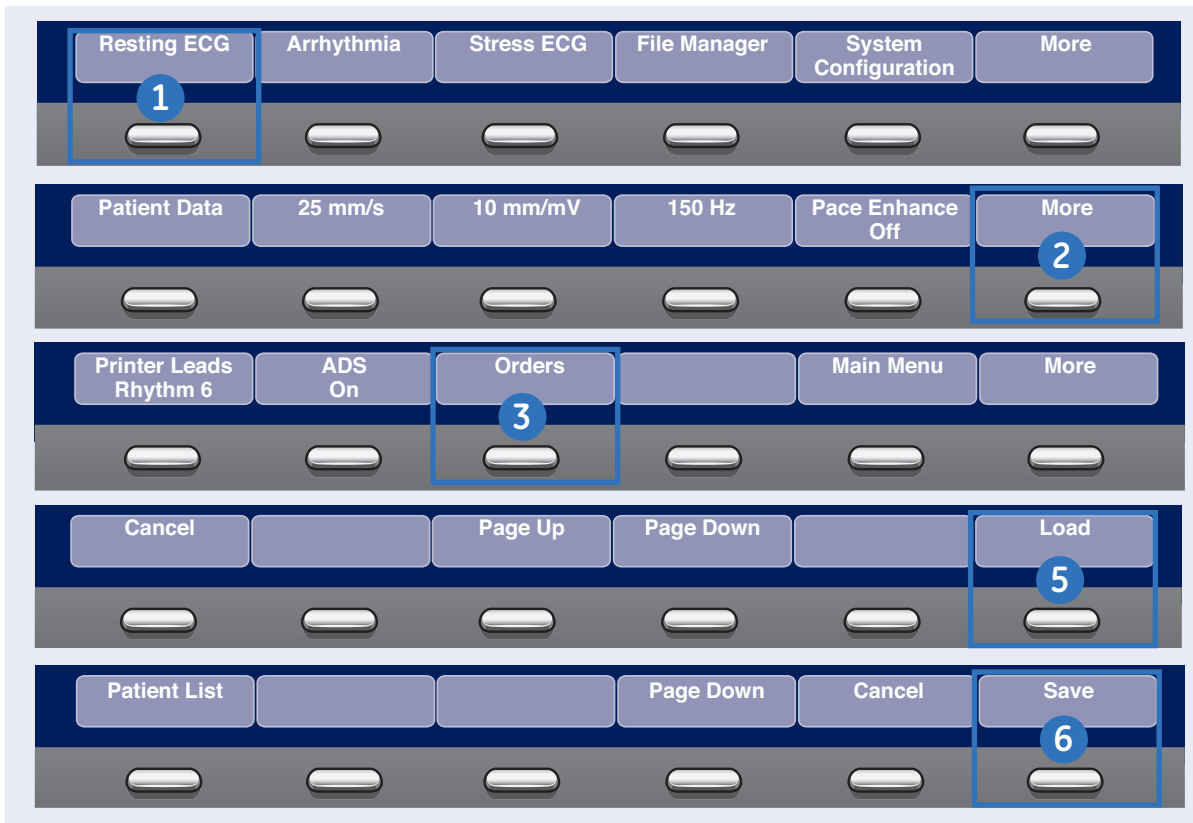 Resting ECG Arrhythmia Stress ECG File Manager System More
Configuration
1
Patient Data 25 mm/s 10 mm/mV 150 Hz Pace Enhance More
Off
2
Printer Leads ADS Orders Main Menu More
Rhythm 6 On
3
Cancel Page Up Page Down Load
5
Patient List Page Down Cancel Save
6